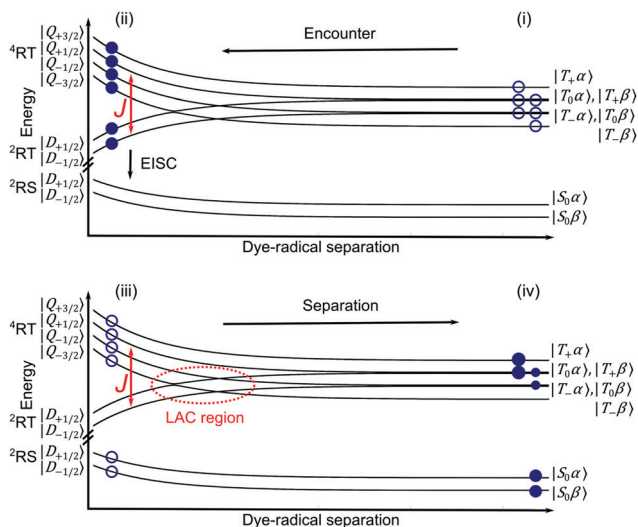 (ii) Encounter (i)
|Q+3/2⟩
⁴RT |Q+1/2⟩
|Q−1/2⟩
|Q−3/2⟩
|T+α⟩
|T0α⟩,|T+β⟩
|T−α⟩,|T0β⟩
|T−β⟩
J
Energy
²RT |D+1/2⟩
|D−1/2⟩
EISC
²RS |D+1/2⟩
|D−1/2⟩
|S0α⟩
|S0β⟩
Dye-radical separation
(iii) Separation (iv)
|Q+3/2⟩
⁴RT |Q+1/2⟩
|Q−1/2⟩
|Q−3/2⟩
|T+α⟩
|T0α⟩,|T+β⟩
|T−α⟩,|T0β⟩
|T−β⟩
J
Energy
LAC region
²RT |D+1/2⟩
|D−1/2⟩
²RS |D+1/2⟩
|D−1/2⟩
|S0α⟩
|S0β⟩
Dye-radical separation